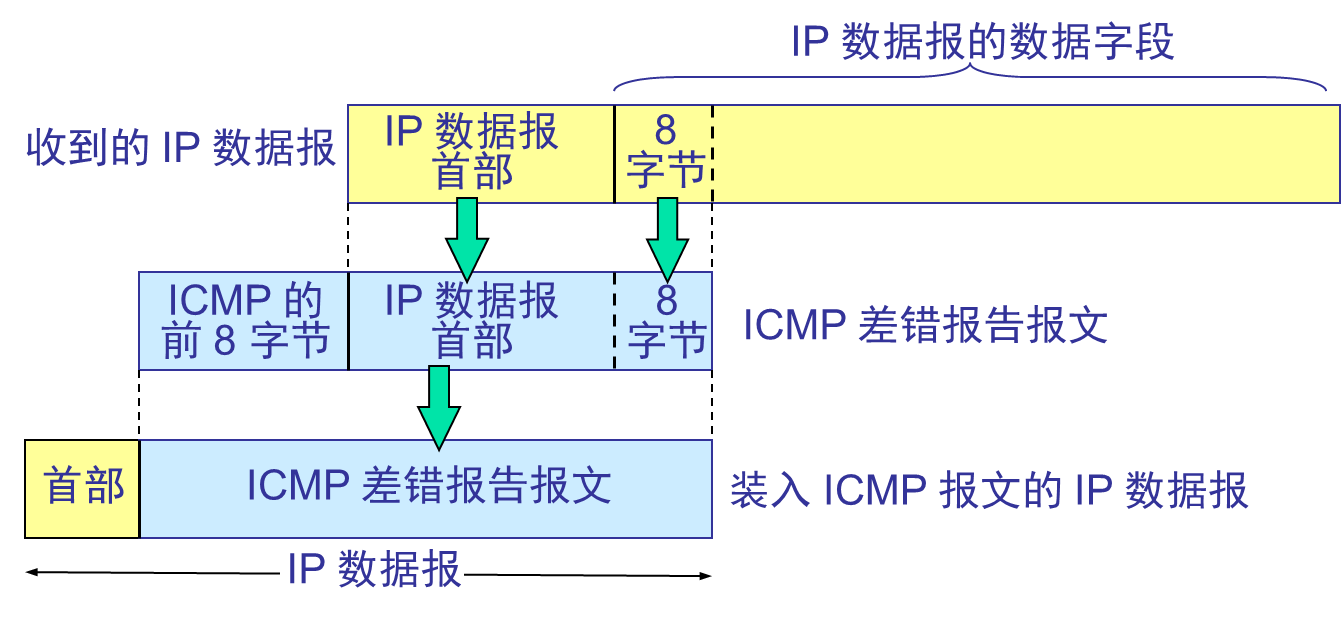 IP 数据报的数据字段
收到的 IP 数据报
IP 数据报
首部
8
字节
ICMP 的
前 8 字节
IP 数据报
首部
8
字节
ICMP 差错报告报文
首部
ICMP 差错报告报文
装入 ICMP 报文的 IP 数据报
IP 数据报